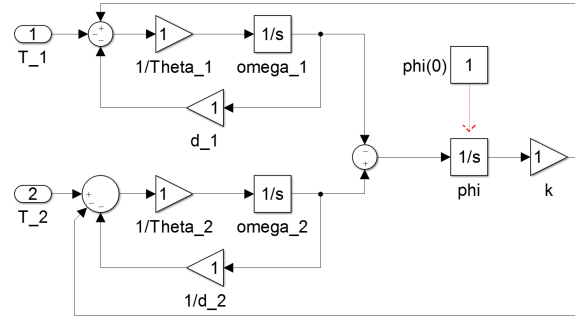 1
T_1
1
1/Theta_1
1/s
omega_1
1
d_1
phi(0)
1
1/s
phi
1
k
2
T_2
1
1/Theta_2
1/s
omega_2
1
1/d_2